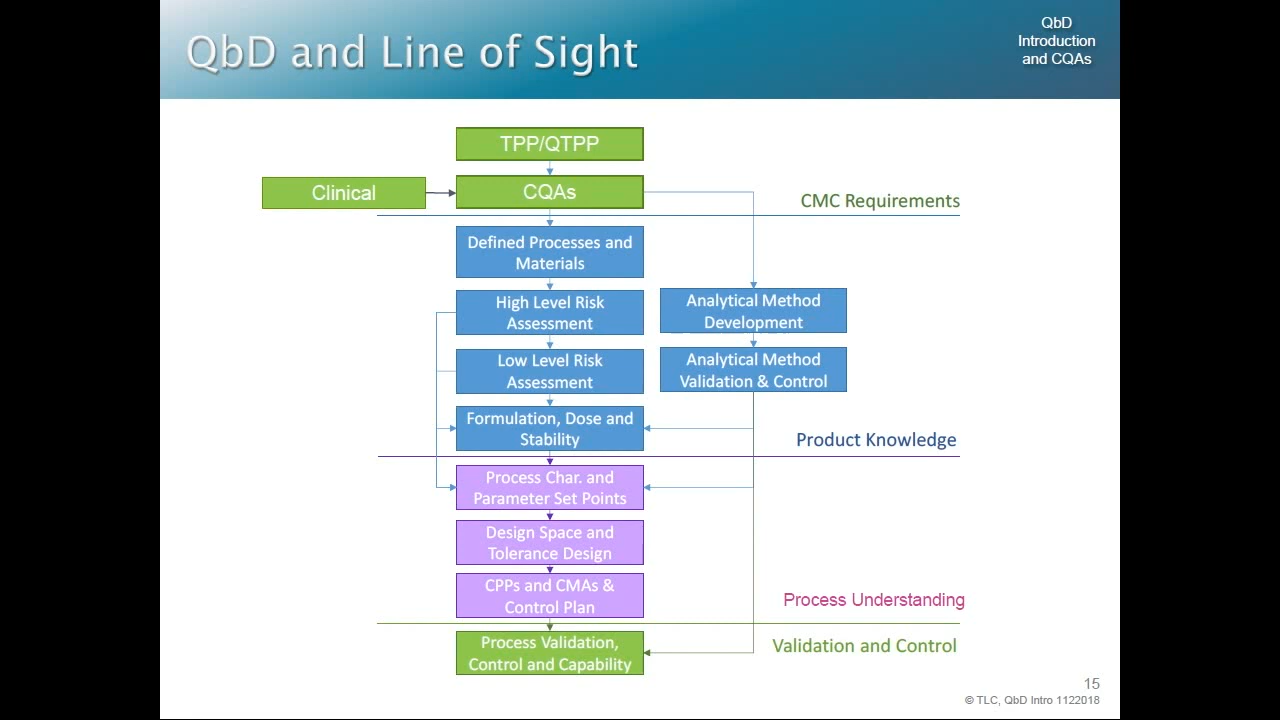 QbD and Line of Sight
QbD
Introduction
and CQAs
TPP/QTPP
Clinical
CQAs
CMC Requirements
Defined Processes and
Materials
High Level Risk
Assessment
Analytical Method
Development
Low Level Risk
Assessment
Analytical Method
Validation & Control
Formulation, Dose and
Stability
Product Knowledge
Process Char. and
Parameter Set Points
Design Space and
Tolerance Design
CPPs and CMAs &
Control Plan
Process Understanding
Process Validation,
Control and Capability
Validation and Control
15
© TLC, QbD Intro 1122018